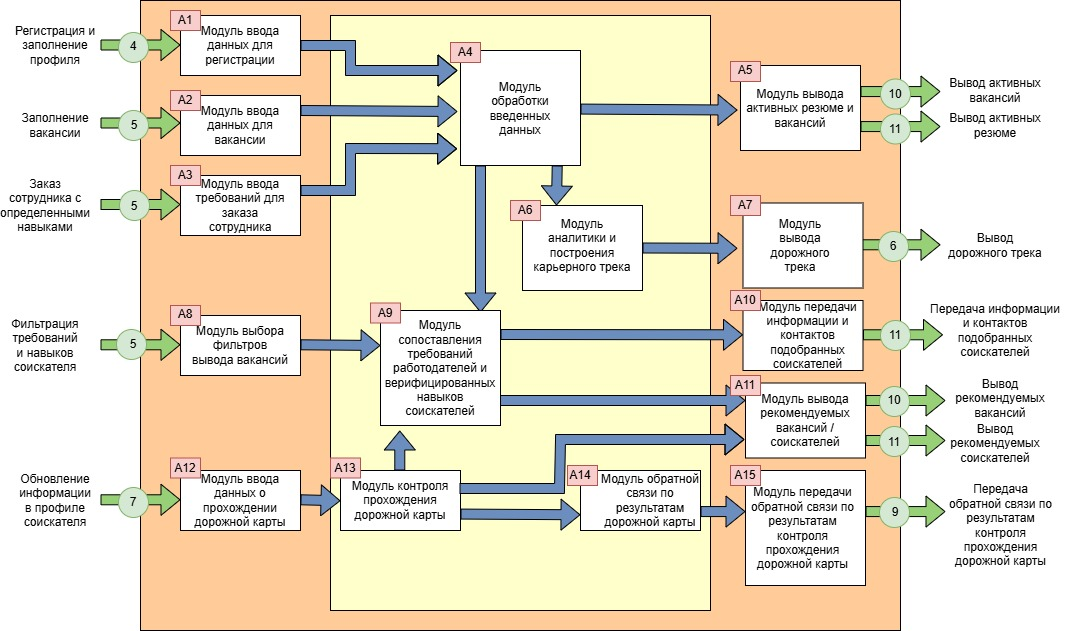 Регистрация и
заполнение
профиля
4
A1
Модуль ввода
данных для
регистрации
Заполнение
вакансии
5
A2
Модуль ввода
данных для
вакансии
Заказ
сотрудника с
определенными
навыками
5
A3
Модуль ввода
требований для
заказа
сотрудника
A4
Модуль
обработки
введенных
данных
A5
Модуль вывода
активных резюме и
вакансий
10
Вывод активных
вакансий
11
Вывод активных
резюме
A6
Модуль
аналитики и
построения
карьерного трека
A7
Модуль
вывода
дорожного
трека
6
Вывод
дорожного трека
Фильтрация
требований
и навыков
соискателя
5
A8
Модуль выбора
фильтров
вывода вакансий
A9
Модуль
сопоставления
требований
работодателей и
верифицированных
навыков
соискателей
A10
Модуль передачи
информации и
контактов
подобранных
соискателей
11
Передача информации
и контактов
подобранных
соискателей
A11
Модуль вывода
рекомендуемых
вакансий /
соискателей
10
Вывод
рекомендуемых
вакансий
11
Вывод
рекомендуемых
соискателей
Обновление
информации
в профиле
соискателя
7
A12
Модуль ввода
данных о
прохождении
дорожной карты
A13
Модуль контроля
прохождения
дорожной карты
A14
Модуль обратной
связи по
результатам
дорожной карты
A15
Модуль передачи
обратной связи по
результатам
контроля
прохождения
дорожной карты
9
Передача
обратной связи по
результатам
контроля
прохождения
дорожной карты